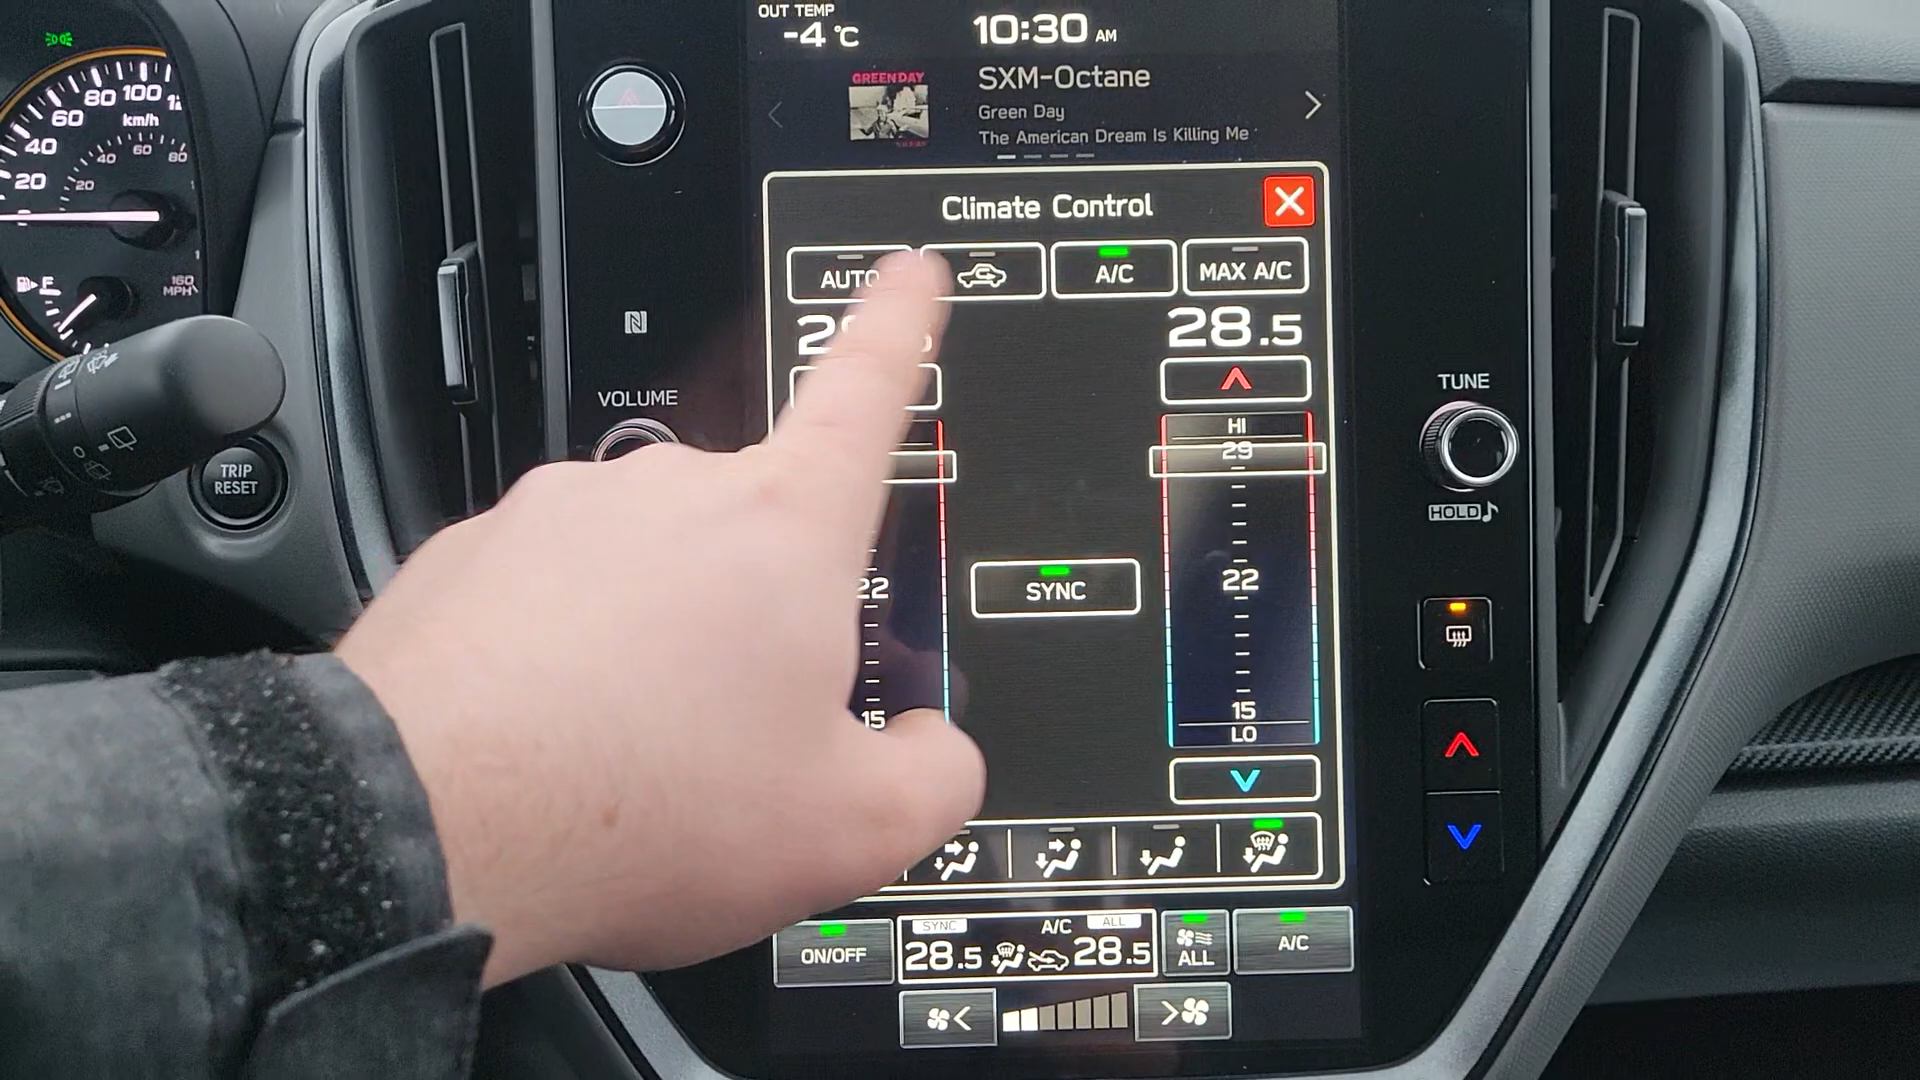 OUT TEMP
-4 °C
10:30 AM
GREEN DAY
SXM-Octane
Green Day
The American Dream Is Killing Me
Climate Control
AUTO
A/C
MAX A/C
28.5
HI
29
22
15
LO
22
15
SYNC
ON/OFF
SYNC
A/C
ALL
28.5
28.5
ALL
A/C
VOLUME
TUNE
HOLD
TRIP
RESET
20
40
60
80
100
km/h
20
40
60
80
160
MPH
F
N